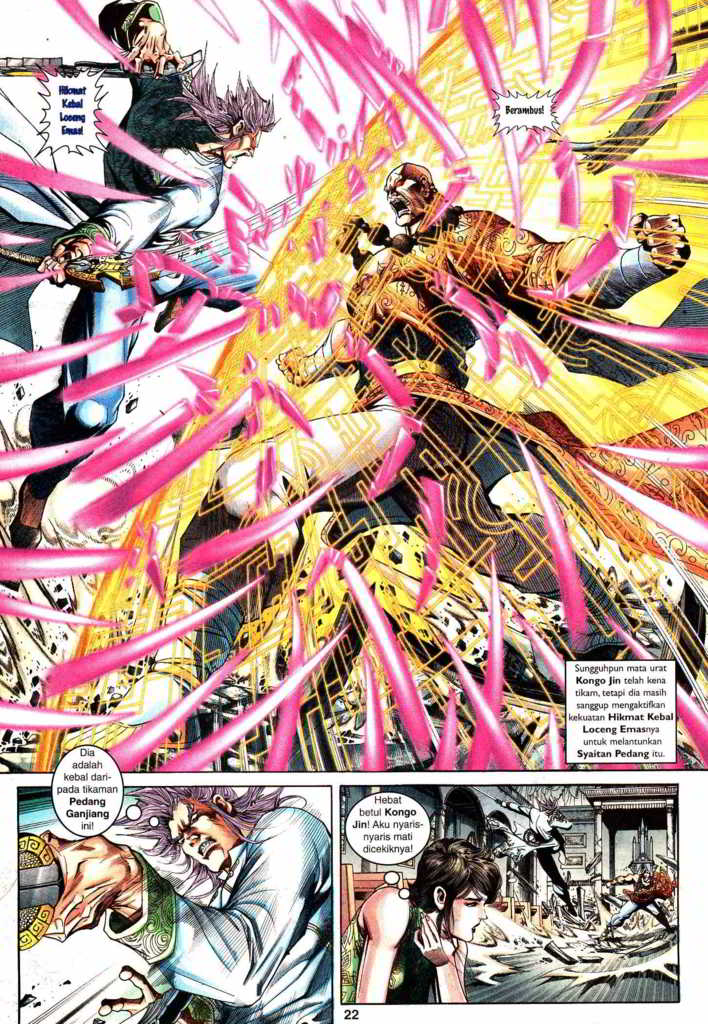 Hikmat
Kebal
Loceng
Emas!
Berambus!
Sungguhpun mata urat
Kongo Jin telah kena
tikam, tetapi dia masih
sanggup mengaktifkan
kekuatan Hikmat Kebal
Loceng Emasnya
untuk melantunkan
Syaitan Pedang itu.
Dia
adalah
kebal dari-
pada tikaman
Pedang
Ganjiang
ini!
Hebat
betul Kongo
Jin! Aku nyaris-
nyaris mati
dicekiknya!
22